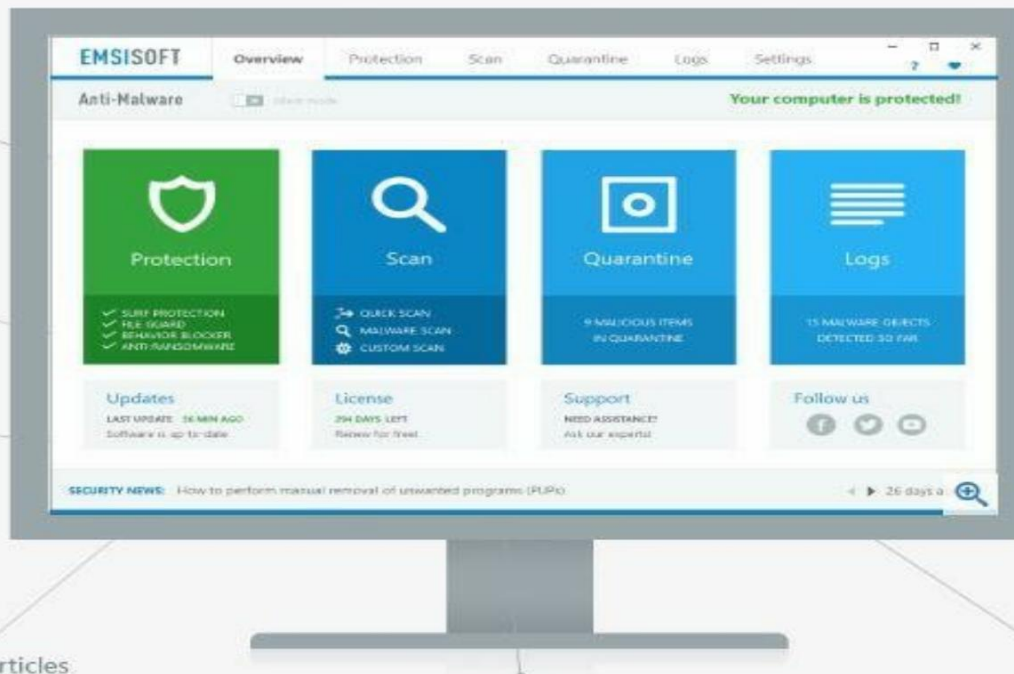 EMSISOFT Overview Protection Scan Quarantine Logs Settings ?
Anti-Malware Your computer is protected!
Protection
SURF PROTECTION
FILE GUARD
BEHAVIOR BLOCKER
ANTI-RANSOMWARE
Scan
QUICK SCAN
MALWARE SCAN
CUSTOM SCAN
Quarantine
9 MALICIOUS ITEMS
IN QUARANTINE
Logs
15 MALWARE OBJECTS
DETECTED SO FAR
Updates
LAST UPDATE MIN AGO
Software is up-to-date
License
294 DAYS LEFT
Renew for free!
Support
NEED ASSISTANCE?
Ask our experts!
Follow us
SECURITY NEWS: How to perform manual removal of unwanted programs (PUPs) 26 days a
rticles